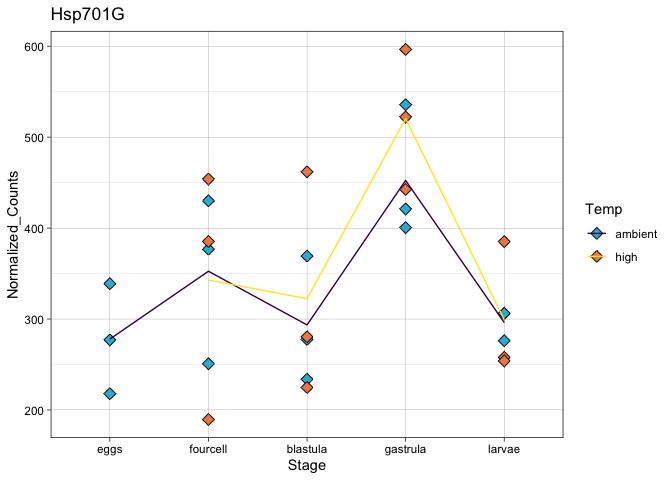 Hsp701G
600
500
400
300
200
Normalized_Counts
eggs fourcell blastula gastrula larvae
Stage
Temp
ambient
high